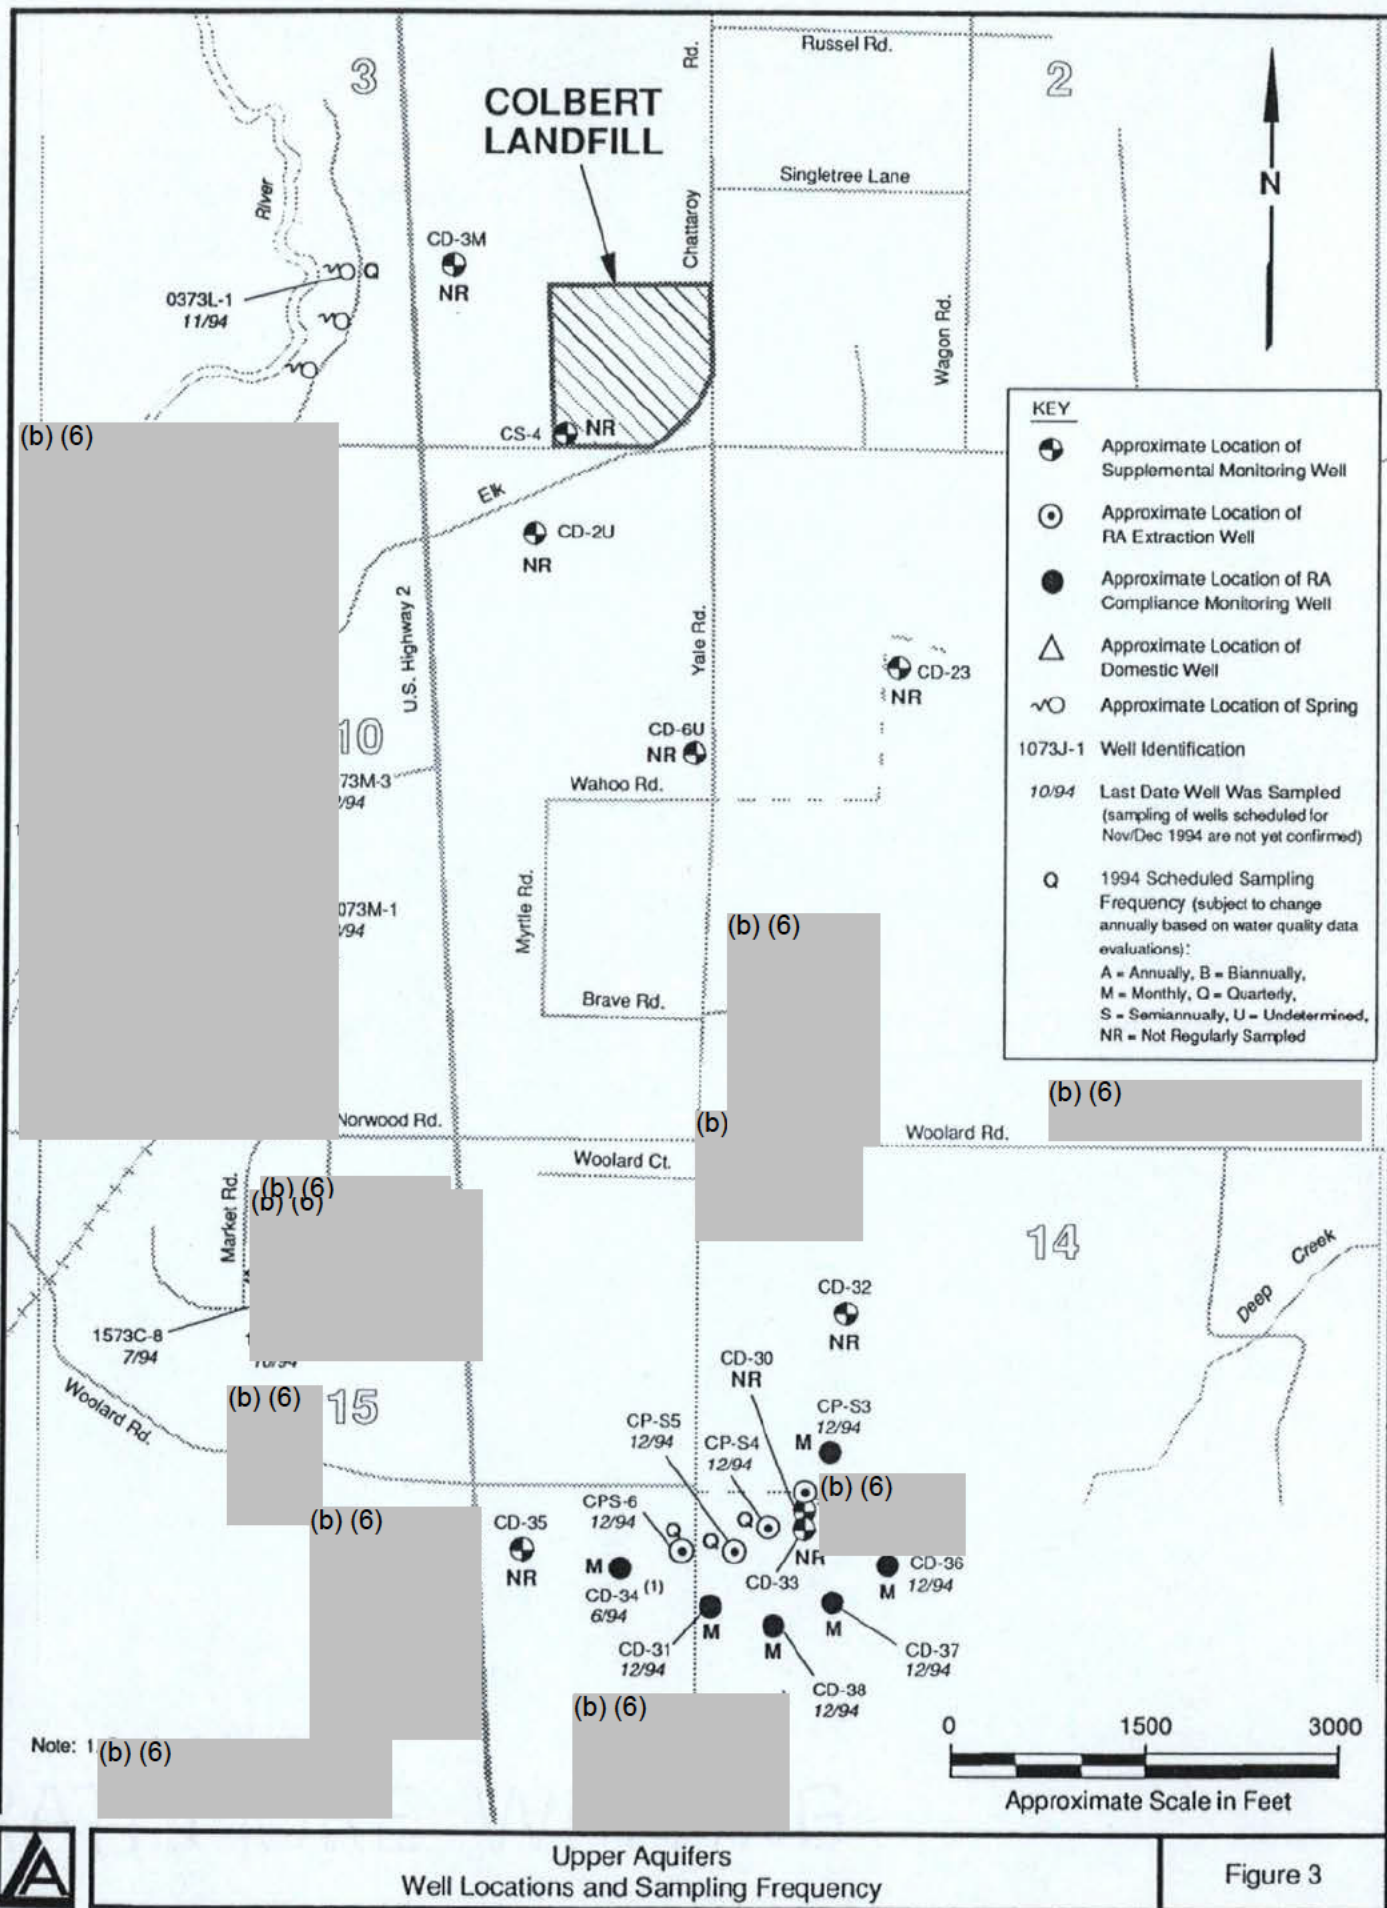 Russel Rd.
3
2
COLBERT
LANDFILL
Rd.
Chattaroy
Singletree Lane
N
River
CD-3M
NR
Q
0373L-1
11/94
Wagon Rd.
CS-4
NR
(b) (6)
Elk
CD-2U
NR
U.S. Highway 2
Yale Rd.
CD-23
NR
10
CD-6U
NR
73M-3
/94
Wahoo Rd.
073M-1
/94
Myrtle Rd.
Brave Rd.
KEY
Approximate Location of
Supplemental Monitoring Well
Approximate Location of
RA Extraction Well
Approximate Location of RA
Compliance Monitoring Well
Approximate Location of
Domestic Well
Approximate Location of Spring
1073J-1 Well Identification
10/94 Last Date Well Was Sampled
(sampling of wells scheduled for
Nov/Dec 1994 are not yet confirmed)
Q 1994 Scheduled Sampling
Frequency (subject to change
annually based on water quality data
evaluations):
A = Annually, B = Biannually,
M = Monthly, Q = Quarterly,
S = Semiannually, U = Undetermined,
NR = Not Regularly Sampled
(b) (6)
(b) (6)
(b)
Norwood Rd.
Woolard Rd.
Woolard Ct.
Market Rd.
(b) (6)
(b) (6)
14
Deep Creek
1573C-8
7/94
10/94
CD-32
NR
CD-30
NR
(b) (6)
15
Woolard Rd.
CP-S3
12/94
M
CP-S5
12/94
CP-S4
12/94
(b) (6)
(b) (6)
CPS-6
12/94
Q
Q
Q
CD-35
NR
M
CD-34 (1)
6/94
NR
CD-33
CD-36
12/94
M
CD-31
12/94
M
M
M
CD-37
12/94
CD-38
12/94
(b) (6)
Note: 1.
(b) (6)
0 1500 3000
Approximate Scale in Feet
Upper Aquifers
Well Locations and Sampling Frequency
Figure 3